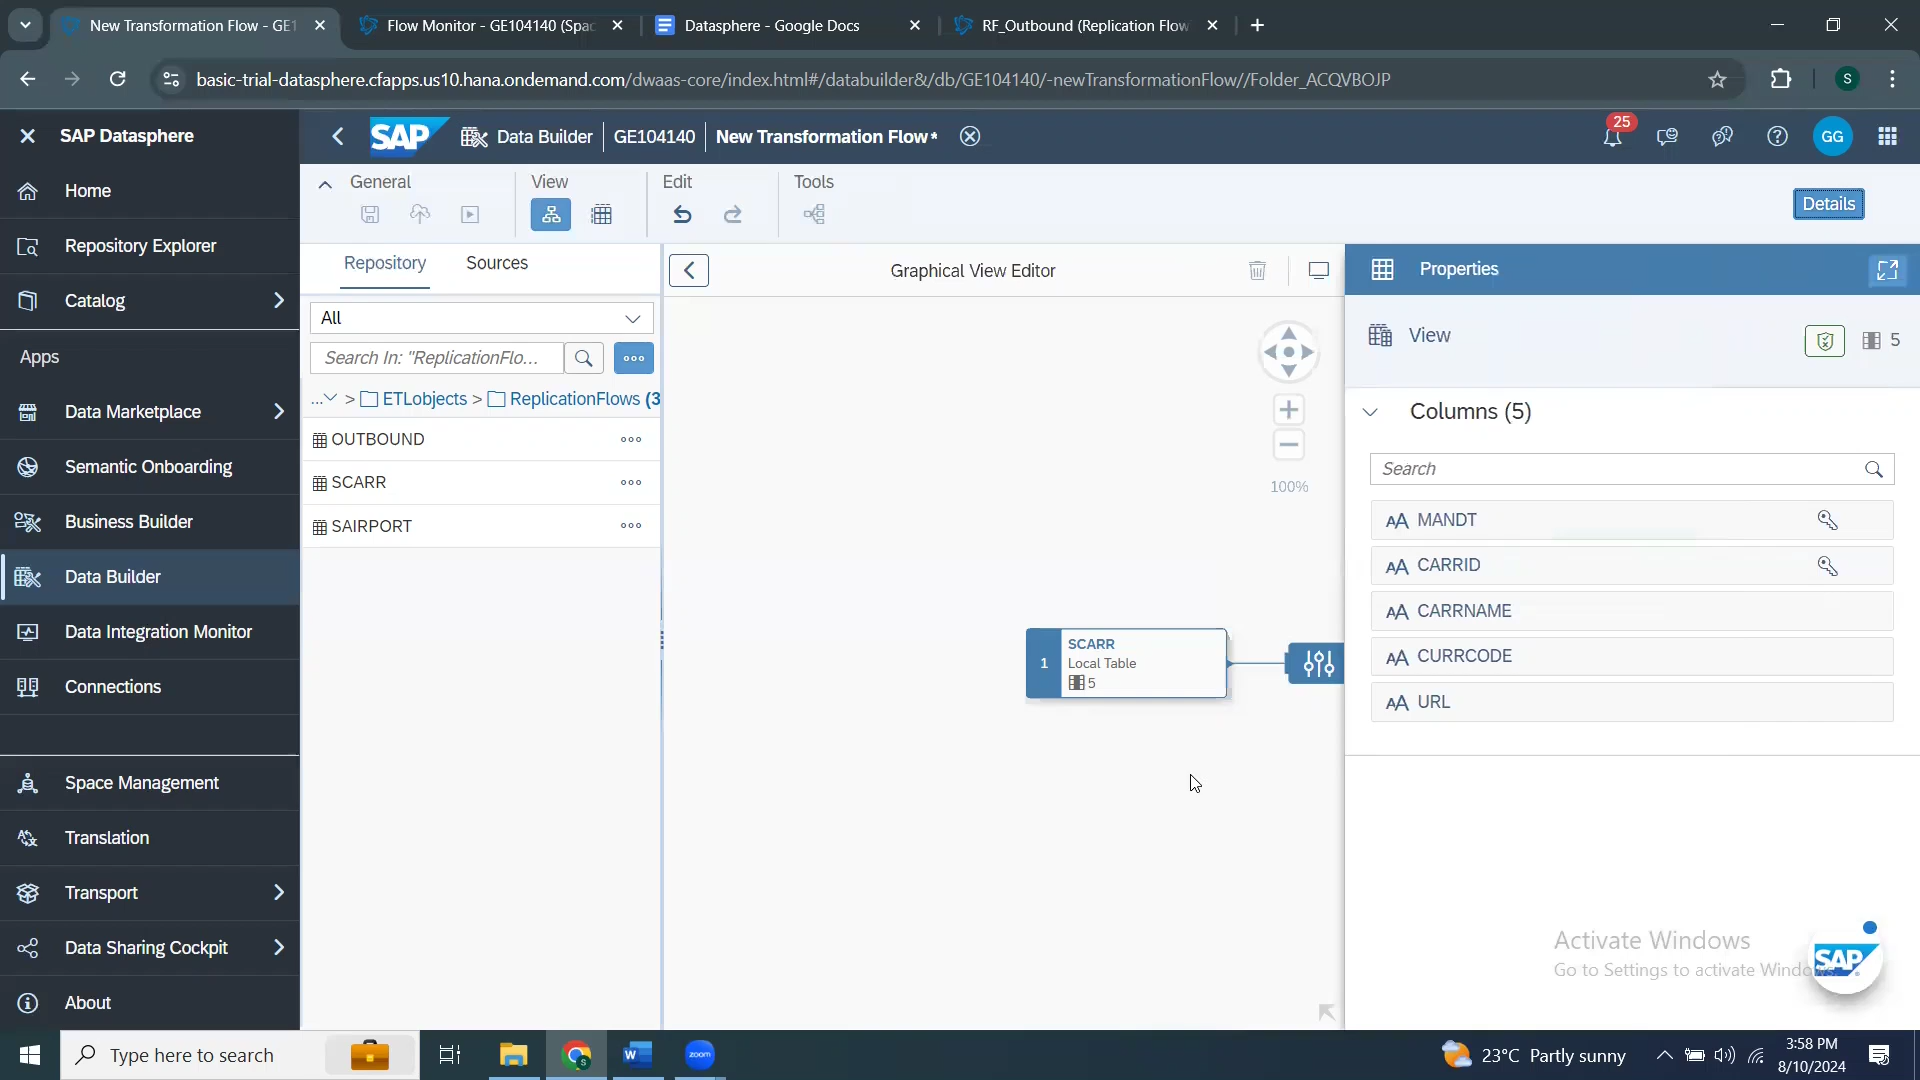 New Transformation Flow - GE1
Flow Monitor - GE104140 (Spac
Datasphere - Google Docs
RF_Outbound (Replication Flow
basic-trial-datasphere.cfapps.us10.hana.ondemand.com/dwaas-core/index.html#/databuilder&/db/GE104140/-newTransformationFlow//Folder_ACQVBOJP
S
SAP Datasphere
SAP
Data Builder
GE104140
New Transformation Flow*
25
GG
Home
Repository Explorer
Catalog
Apps
Data Marketplace
Semantic Onboarding
Business Builder
Data Builder
Data Integration Monitor
Connections
Space Management
Translation
Transport
Data Sharing Cockpit
About
General
View
Edit
Tools
Details
Repository
Sources
All
Search In: "ReplicationFlo...
... > ETLobjects > ReplicationFlows (3
OUTBOUND
SCARR
SAIRPORT
Graphical View Editor
100%
1
SCARR
Local Table
5
Properties
View
5
Columns (5)
Search
MANDT
CARRID
CARRNAME
CURRCODE
URL
Activate Windows
Go to Settings to activate Windows.
SAP
Type here to search
zoom
23°C Partly sunny
3:58 PM
8/10/2024